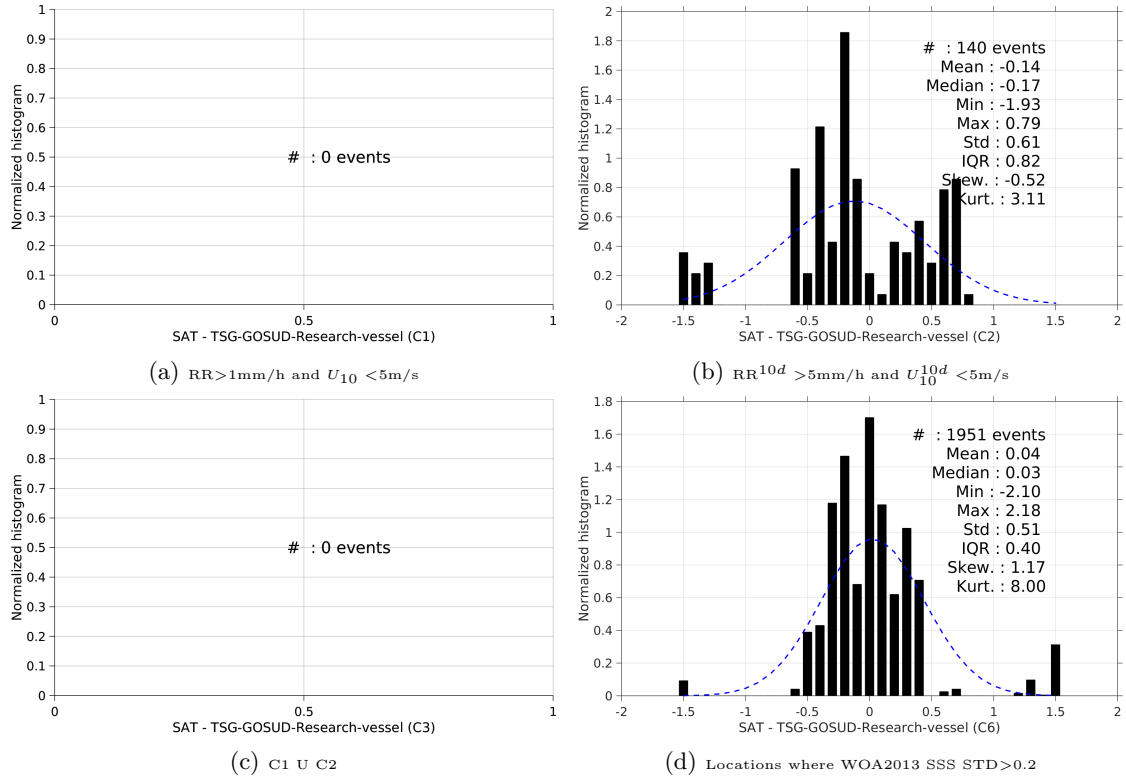 1
0.9
0.8
0.7
0.6
0.5
0.4
0.3
0.2
0.1
0
0 0.5 1
Normalized histogram
# : 0 events
SAT - TSG-GOSUD-Research-vessel (C1)
(a) RR>1mm/h and U10 <5m/s
2
1.8
1.6
1.4
1.2
1
0.8
0.6
0.4
0.2
0
-2 -1.5 -1 -0.5 0 0.5 1 1.5 2
Normalized histogram
# : 140 events
Mean : -0.14
Median : -0.17
Min : -1.93
Max : 0.79
Std : 0.61
IQR : 0.82
Skew. : -0.52
Kurt. : 3.11
SAT - TSG-GOSUD-Research-vessel (C2)
(b) RR10d >5mm/h and U10d10 <5m/s
1
0.9
0.8
0.7
0.6
0.5
0.4
0.3
0.2
0.1
0
0 0.5 1
Normalized histogram
# : 0 events
SAT - TSG-GOSUD-Research-vessel (C3)
(c) C1 U C2
1.8
1.6
1.4
1.2
1
0.8
0.6
0.4
0.2
0
-2 -1.5 -1 -0.5 0 0.5 1 1.5 2
Normalized histogram
# : 1951 events
Mean : 0.04
Median : 0.03
Min : -2.10
Max : 2.18
Std : 0.51
IQR : 0.40
Skew. : 1.17
Kurt. : 8.00
SAT - TSG-GOSUD-Research-vessel (C6)
(d) Locations where WOA2013 SSS STD>0.2